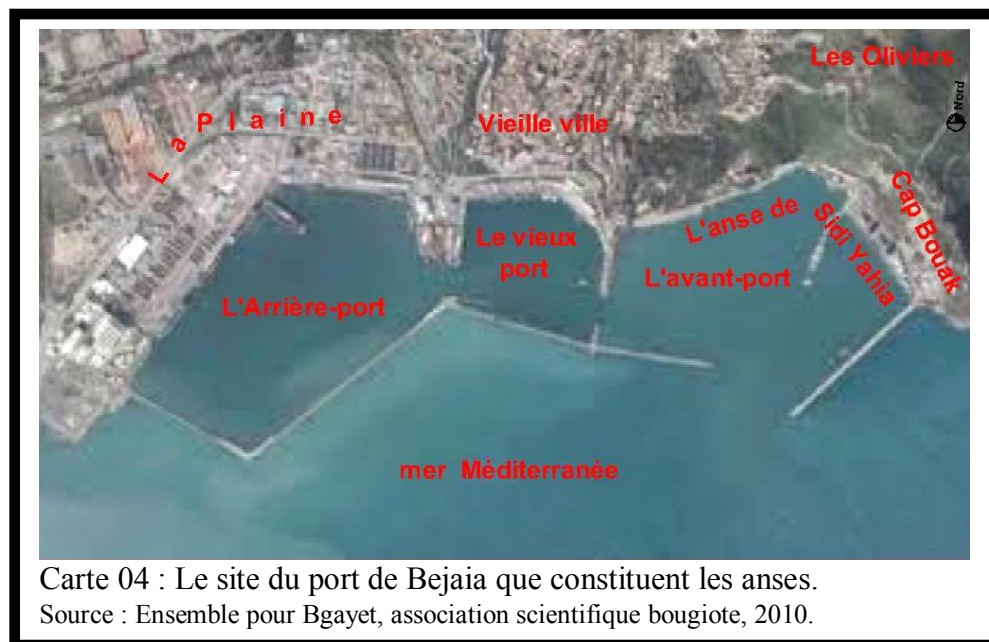 Les Oliviers
Nord
La Plaine
Vieille ville
Cap Bouak
L'anse de Sidi Yahia
Le vieux
port
L'avant-port
L'Arrière-port
mer Méditerranée
Carte 04 : Le site du port de Bejaia que constituent les anses.
Source : Ensemble pour Bgayet, association scientifique bougiote, 2010.